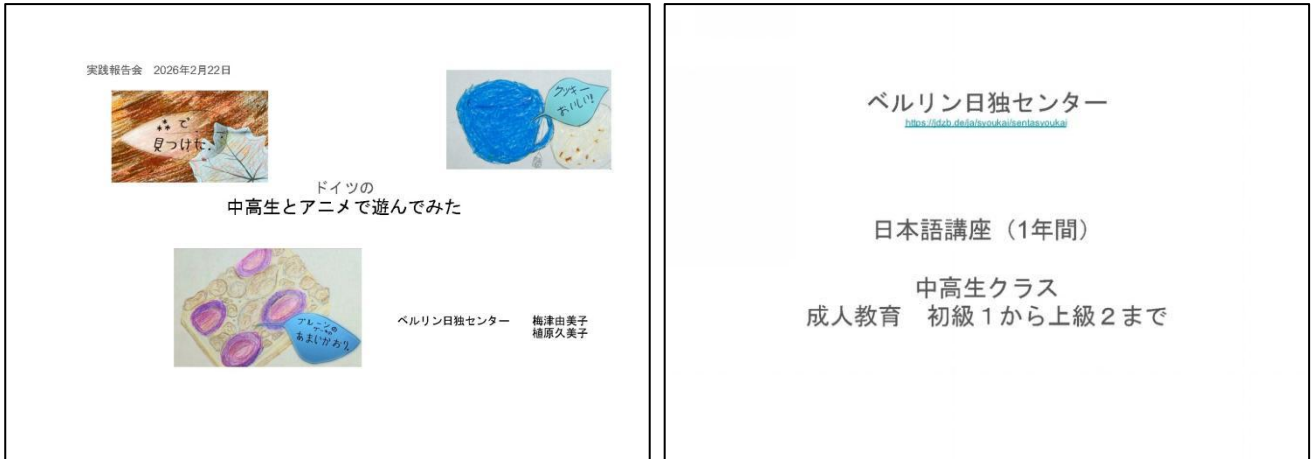 実践報告会　2026年2月22日
森で
見つけた。
クッキー
おいしい!
ドイツの
中高生とアニメで遊んでみた
プルーンの
ケーキの
あまいかおり。
ベルリン日独センター　梅津由美子
植原久美子
ベルリン日独センター
https://jdzb.de/ja/syoukai/sentasyoukai
日本語講座（1年間）
中高生クラス
成人教育　初級１から上級２まで